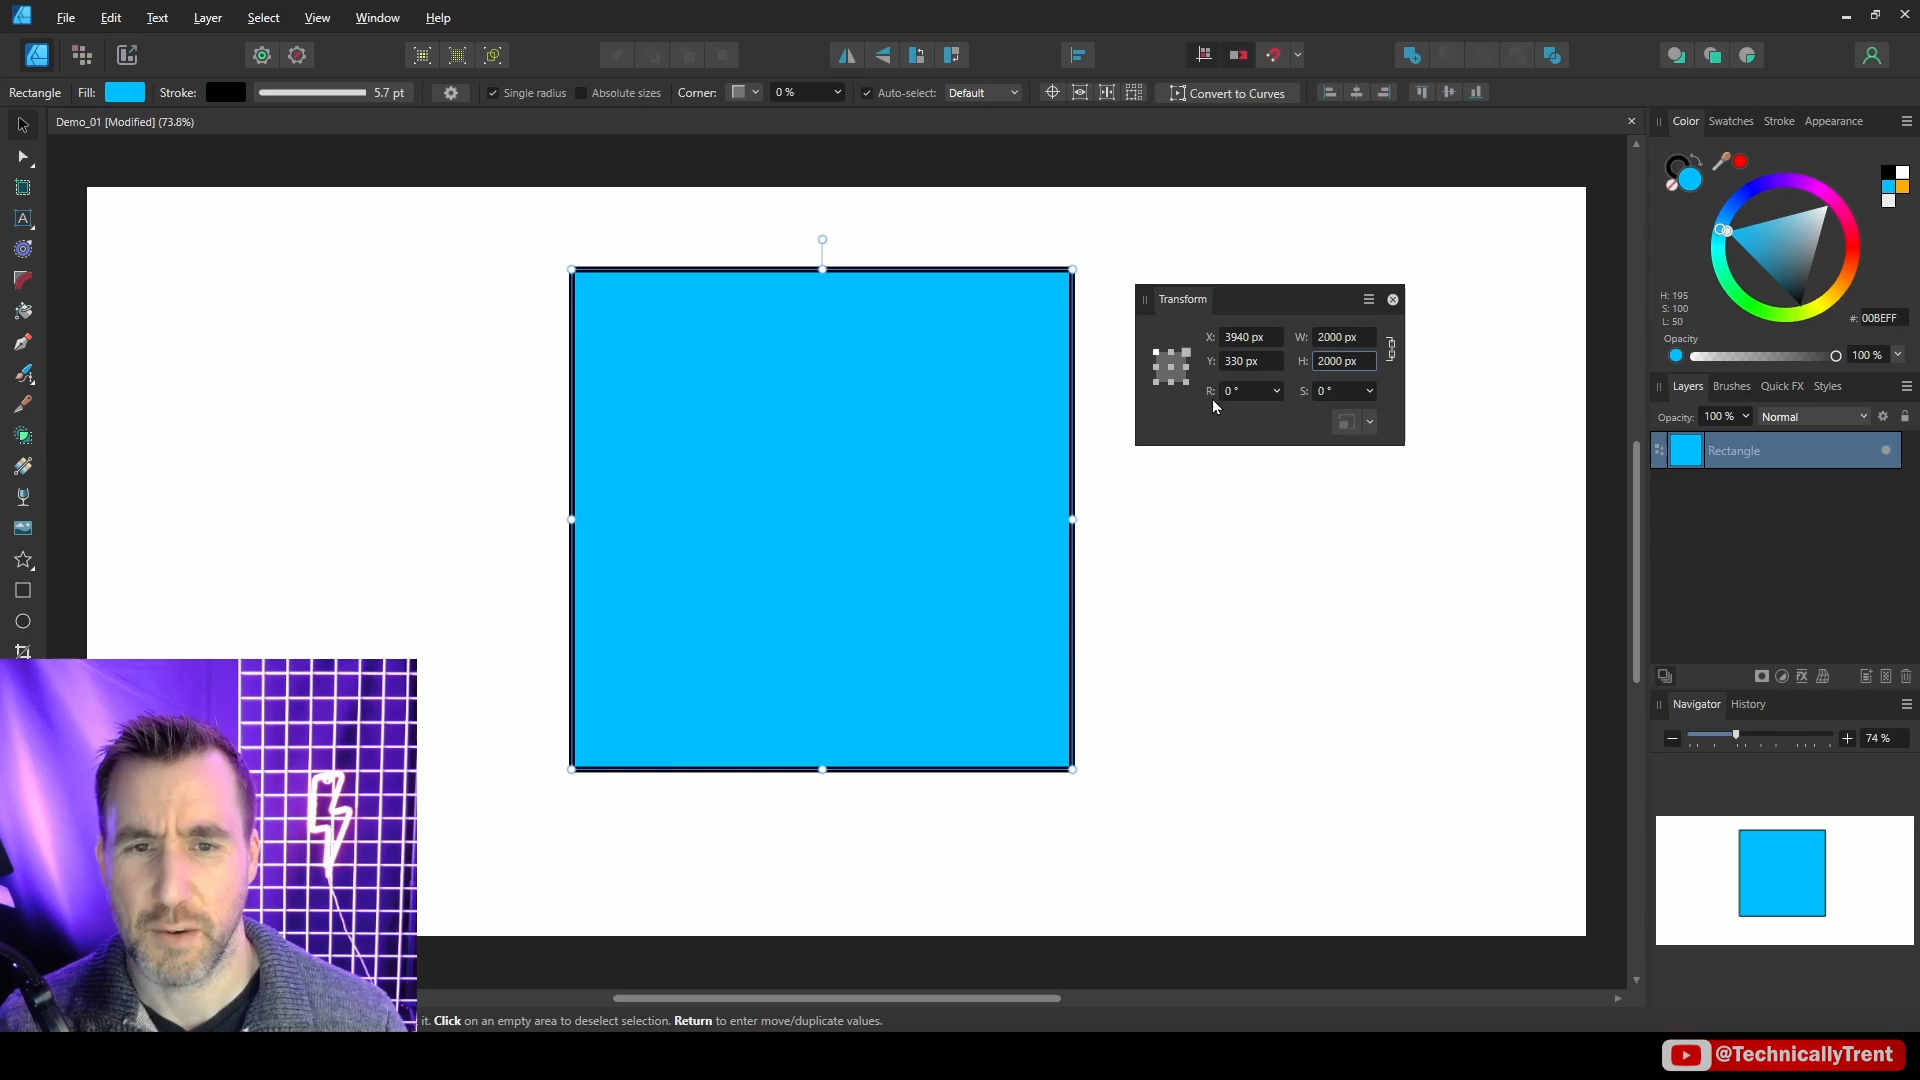 File Edit Text Layer Select View Window Help
Rectangle Fill: Stroke: 5.7 pt Single radius Absolute sizes Corner: 0 % Auto-select: Default Convert to Curves
Demo_01 [Modified] (73.8%)
Transform
X: 3940 px W: 2000 px
Y: 330 px H: 2000 px
R: 0 ° S: 0 °
Color Swatches Stroke Appearance
H: 195
S: 100
L: 50
#: 00BEFF
Opacity
100 %
Layers Brushes Quick FX Styles
Opacity: 100 % Normal
Rectangle
Navigator History
74 %
it. Click on an empty area to deselect selection. Return to enter move/duplicate values.
@TechnicallyTrent